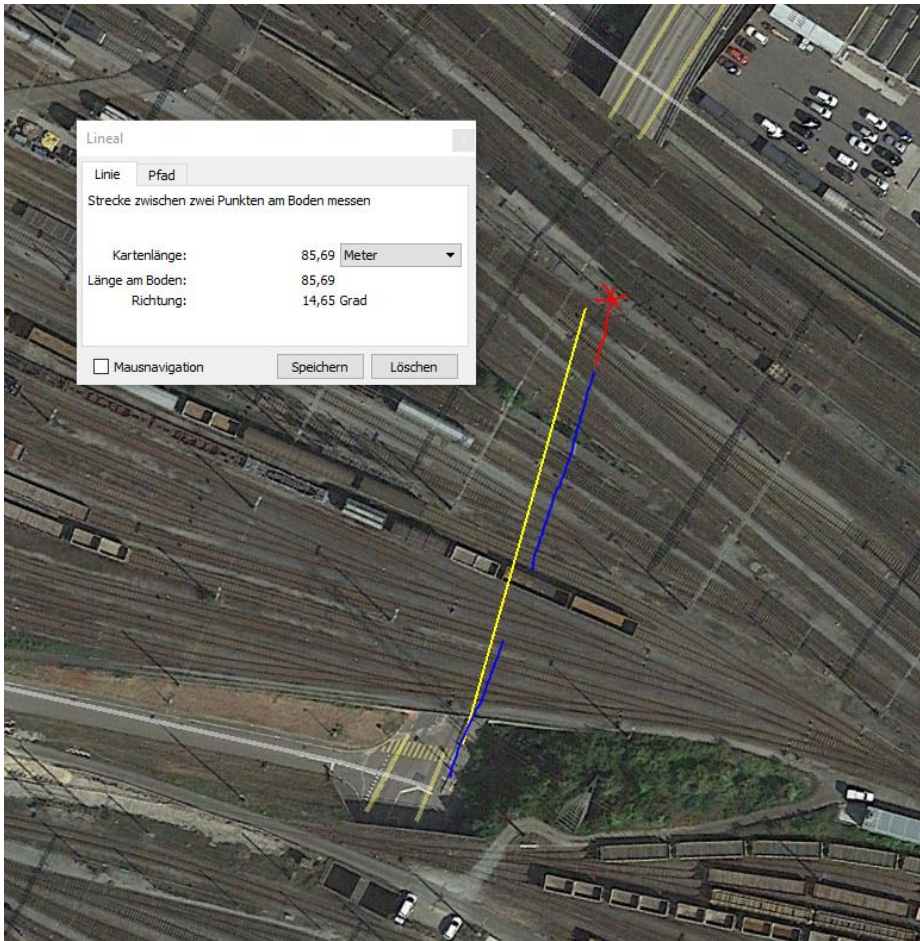 Lineal
Linie Pfad
Strecke zwischen zwei Punkten am Boden messen
Kartenlänge: 85,69 Meter
Länge am Boden: 85,69
Richtung: 14,65 Grad
Mausnavigation Speichern Löschen